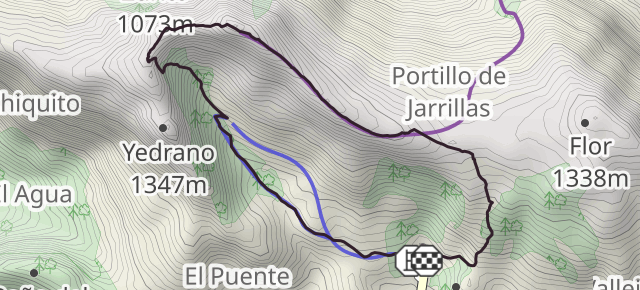 1073m
Portillo de
Jarrillas
hiquito
Yedrano
1347m
Flor
1338m
l Agua
El Puente